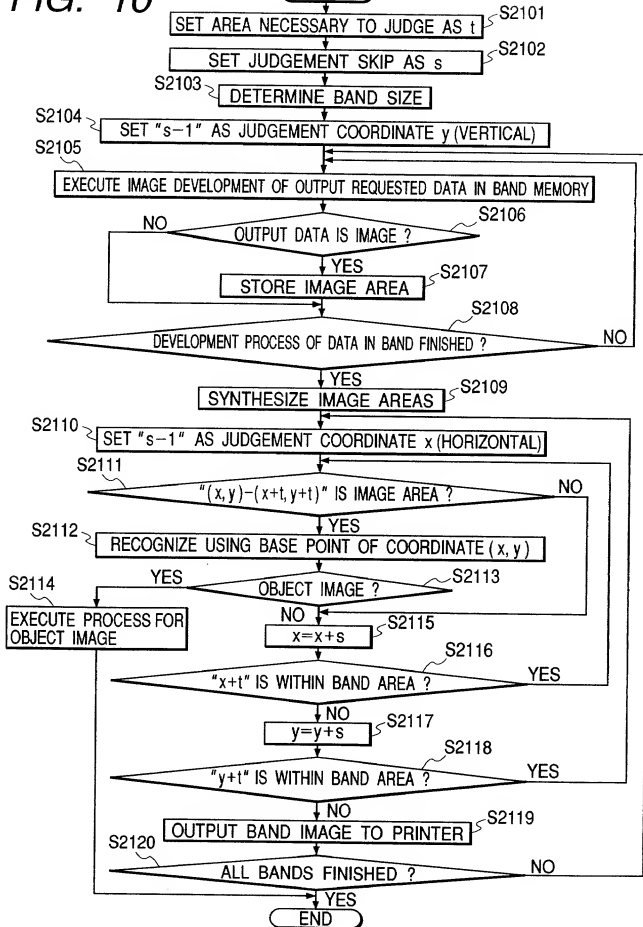 FIG. 10
S2101
SET AREA NECESSARY TO JUDGE AS t
S2102
SET JUDGEMENT SKIP AS s
S2103
DETERMINE BAND SIZE
S2104
SET "s-1" AS JUDGEMENT COORDINATE y (VERTICAL)
S2105
EXECUTE IMAGE DEVELOPMENT OF OUTPUT REQUESTED DATA IN BAND MEMORY
S2106
NO
OUTPUT DATA IS IMAGE ?
YES
S2107
STORE IMAGE AREA
S2108
DEVELOPMENT PROCESS OF DATA IN BAND FINISHED ?
NO
YES
S2109
SYNTHESIZE IMAGE AREAS
S2110
SET "s-1" AS JUDGEMENT COORDINATE x (HORIZONTAL)
S2111
"(x, y)-(x+t, y+t)" IS IMAGE AREA ?
NO
YES
S2112
RECOGNIZE USING BASE POINT OF COORDINATE (x, y)
S2113
YES
OBJECT IMAGE ?
S2114
EXECUTE PROCESS FOR
OBJECT IMAGE
NO
S2115
x=x+s
S2116
"x+t" IS WITHIN BAND AREA ?
YES
NO
S2117
y=y+s
S2118
"y+t" IS WITHIN BAND AREA ?
YES
NO
S2119
OUTPUT BAND IMAGE TO PRINTER
S2120
ALL BANDS FINISHED ?
NO
YES
END